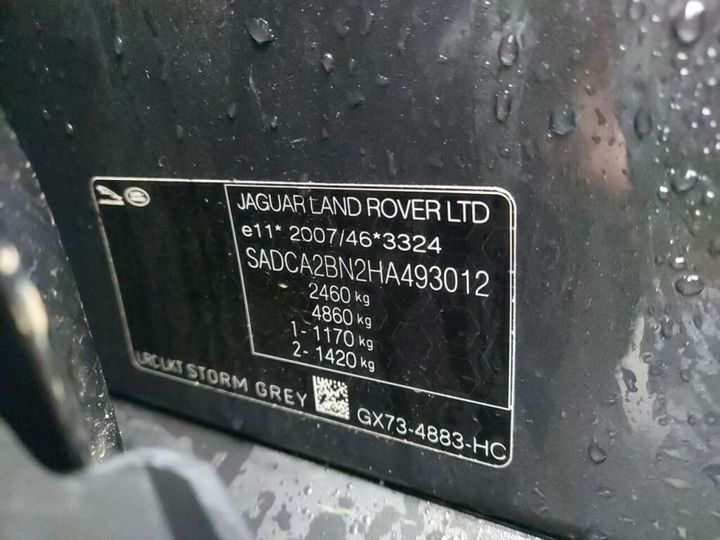 JAGUAR LAND ROVER LTD
e11* 2007/46*3324
SADCA2BN2HA493012
2460 kg
4860 kg
1- 1170 kg
2- 1420 kg
LRC LKT STORM GREY
GX73-4883-HC